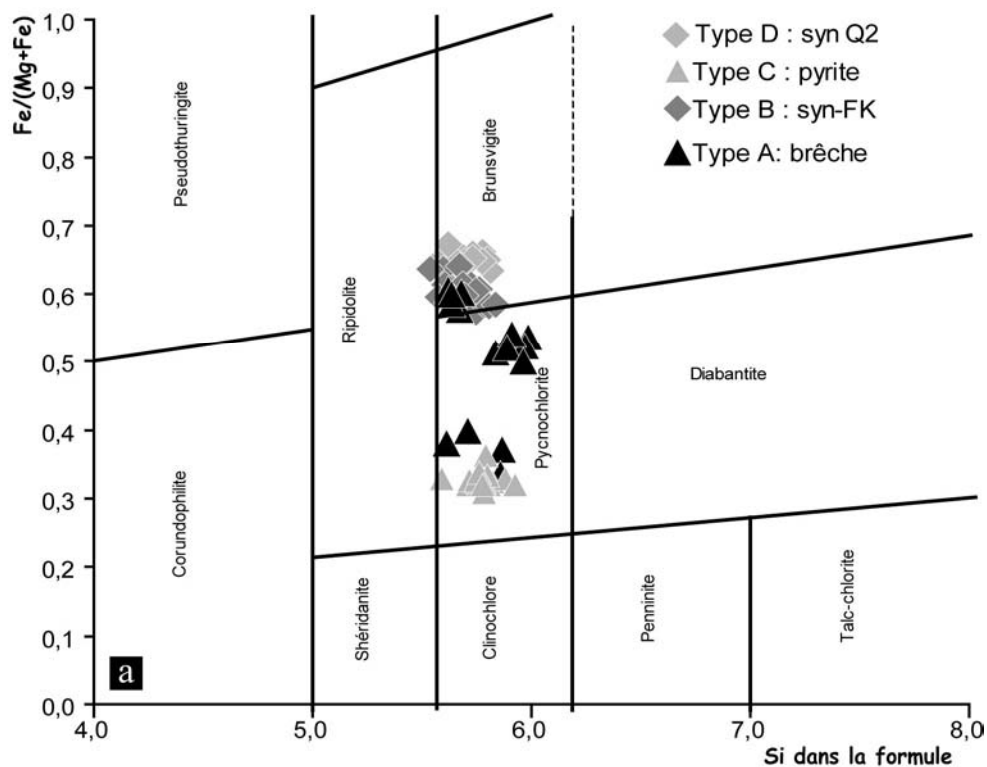 Fe/(Mg+Fe)
1,0
0,9
0,8
0,7
0,6
0,5
0,4
0,3
0,2
0,1
0,0
4,0
5,0
6,0
7,0
8,0
Si dans la formule
Type D : syn Q2
Type C : pyrite
Type B : syn-FK
Type A: brêche
Pseudothuringite
Corundophilite
Ripidolite
Shéridanite
Brunsvigite
Pycnochlorite
Clinochlore
Diabantite
Penninite
Talc-chlorite
a